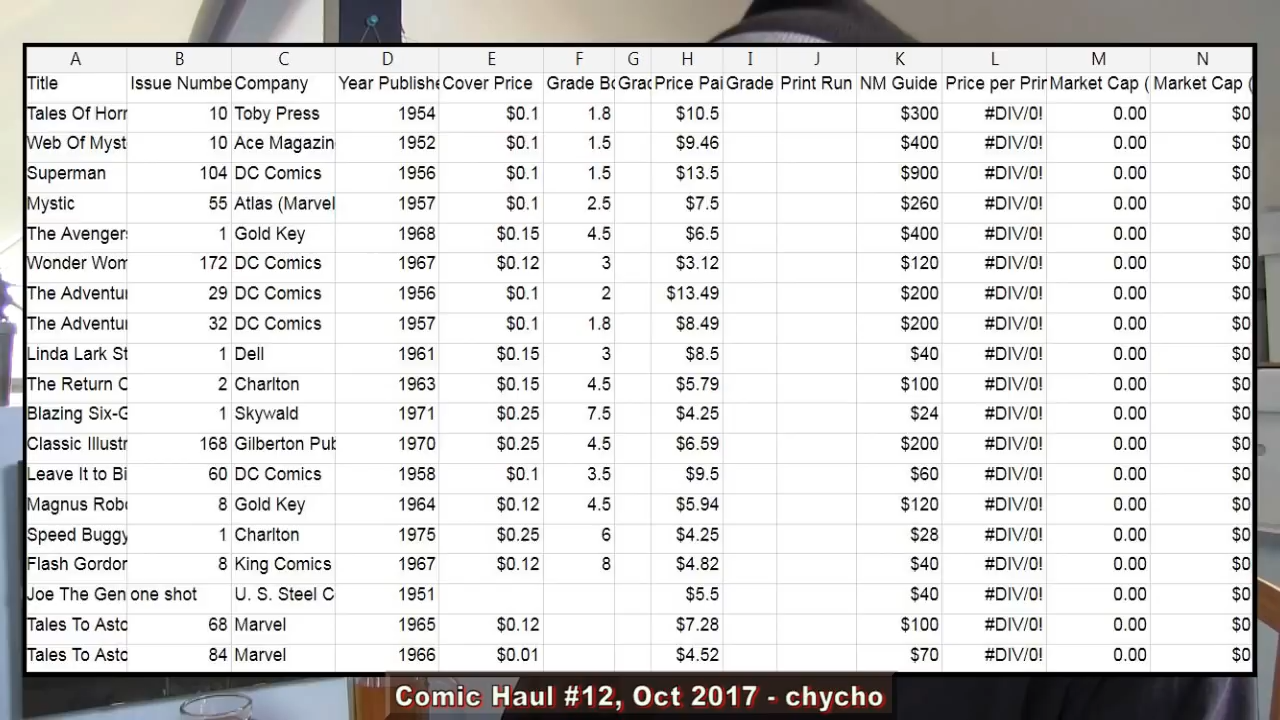 A B C D E F G H I J K L M N
Title Issue Numbe Company Year Publishe Cover Price Grade Bo Grad Price Pai Grade Print Run NM Guide Price per Prin Market Cap ( Market Cap (
Tales Of Horr 10 Toby Press 1954 $0.1 1.8 $10.5 $300 #DIV/0! 0.00 $0
Web Of Myst 10 Ace Magazin 1952 $0.1 1.5 $9.46 $400 #DIV/0! 0.00 $0
Superman 104 DC Comics 1956 $0.1 1.5 $13.5 $900 #DIV/0! 0.00 $0
Mystic 55 Atlas (Marvel 1957 $0.1 2.5 $7.5 $260 #DIV/0! 0.00 $0
The Avengers 1 Gold Key 1968 $0.15 4.5 $6.5 $400 #DIV/0! 0.00 $0
Wonder Wom 172 DC Comics 1967 $0.12 3 $3.12 $120 #DIV/0! 0.00 $0
The Adventur 29 DC Comics 1956 $0.1 2 $13.49 $200 #DIV/0! 0.00 $0
The Adventur 32 DC Comics 1957 $0.1 1.8 $8.49 $200 #DIV/0! 0.00 $0
Linda Lark St 1 Dell 1961 $0.15 3 $8.5 $40 #DIV/0! 0.00 $0
The Return O 2 Charlton 1963 $0.15 4.5 $5.79 $100 #DIV/0! 0.00 $0
Blazing Six-G 1 Skywald 1971 $0.25 7.5 $4.25 $24 #DIV/0! 0.00 $0
Classic Illustr 168 Gilberton Pub 1970 $0.25 4.5 $6.59 $200 #DIV/0! 0.00 $0
Leave It to Bi 60 DC Comics 1958 $0.1 3.5 $9.5 $60 #DIV/0! 0.00 $0
Magnus Robo 8 Gold Key 1964 $0.12 4.5 $5.94 $120 #DIV/0! 0.00 $0
Speed Buggy 1 Charlton 1975 $0.25 6 $4.25 $28 #DIV/0! 0.00 $0
Flash Gordor 8 King Comics 1967 $0.12 8 $4.82 $40 #DIV/0! 0.00 $0
Joe The Gen one shot U. S. Steel C 1951 $5.5 $40 #DIV/0! 0.00 $0
Tales To Asto 68 Marvel 1965 $0.12 $7.28 $100 #DIV/0! 0.00 $0
Tales To Asto 84 Marvel 1966 $0.01 $4.52 $70 #DIV/0! 0.00 $0
Comic Haul #12, Oct 2017 - chycho